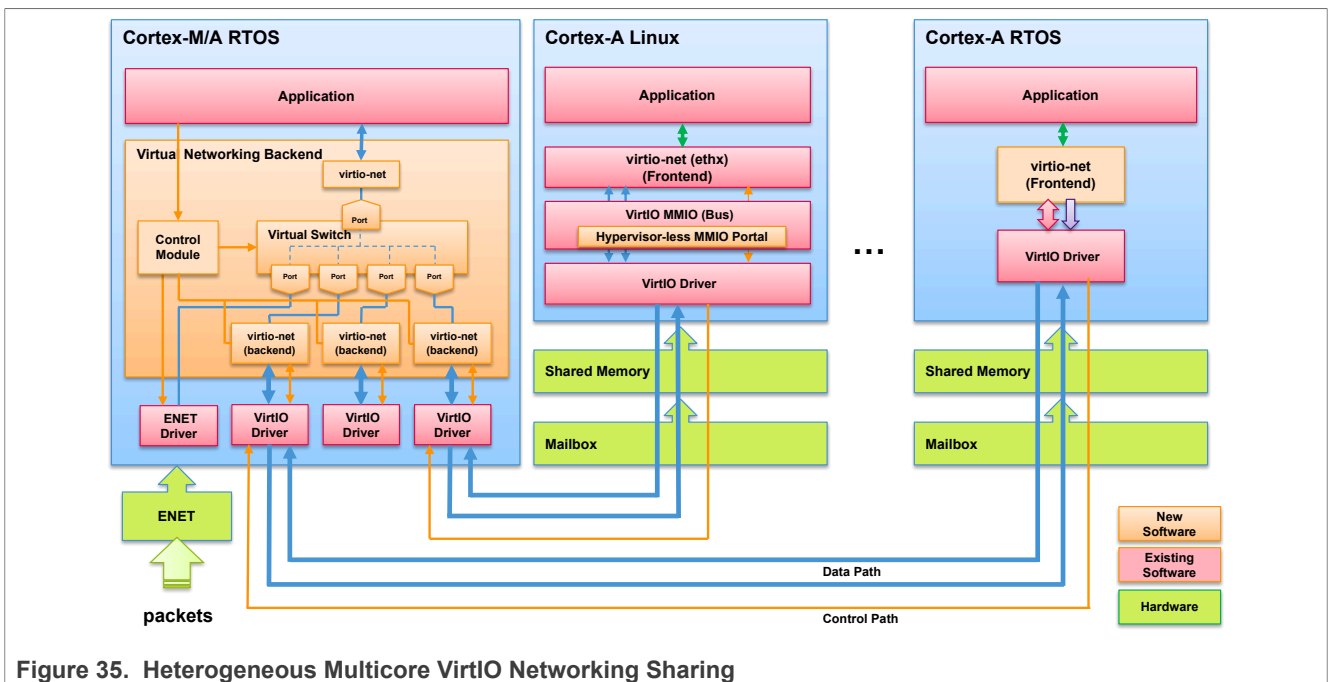 Cortex-M/A RTOS
Application
Virtual Networking Backend
virtio-net
Port
Control
Module
Virtual Switch
Port
Port
Port
Port
virtio-net
(backend)
virtio-net
(backend)
virtio-net
(backend)
ENET
Driver
VirtIO
Driver
VirtIO
Driver
VirtIO
Driver
ENET
packets
Cortex-A Linux
Application
virtio-net (ethx)
(Frontend)
VirtIO MMIO (Bus)
Hypervisor-less MMIO Portal
VirtIO Driver
Shared Memory
Mailbox
...
Cortex-A RTOS
Application
virtio-net
(Frontend)
VirtIO Driver
Shared Memory
Mailbox
Data Path
Control Path
New
Software
Existing
Software
Hardware
Figure 35. Heterogeneous Multicore VirtIO Networking Sharing